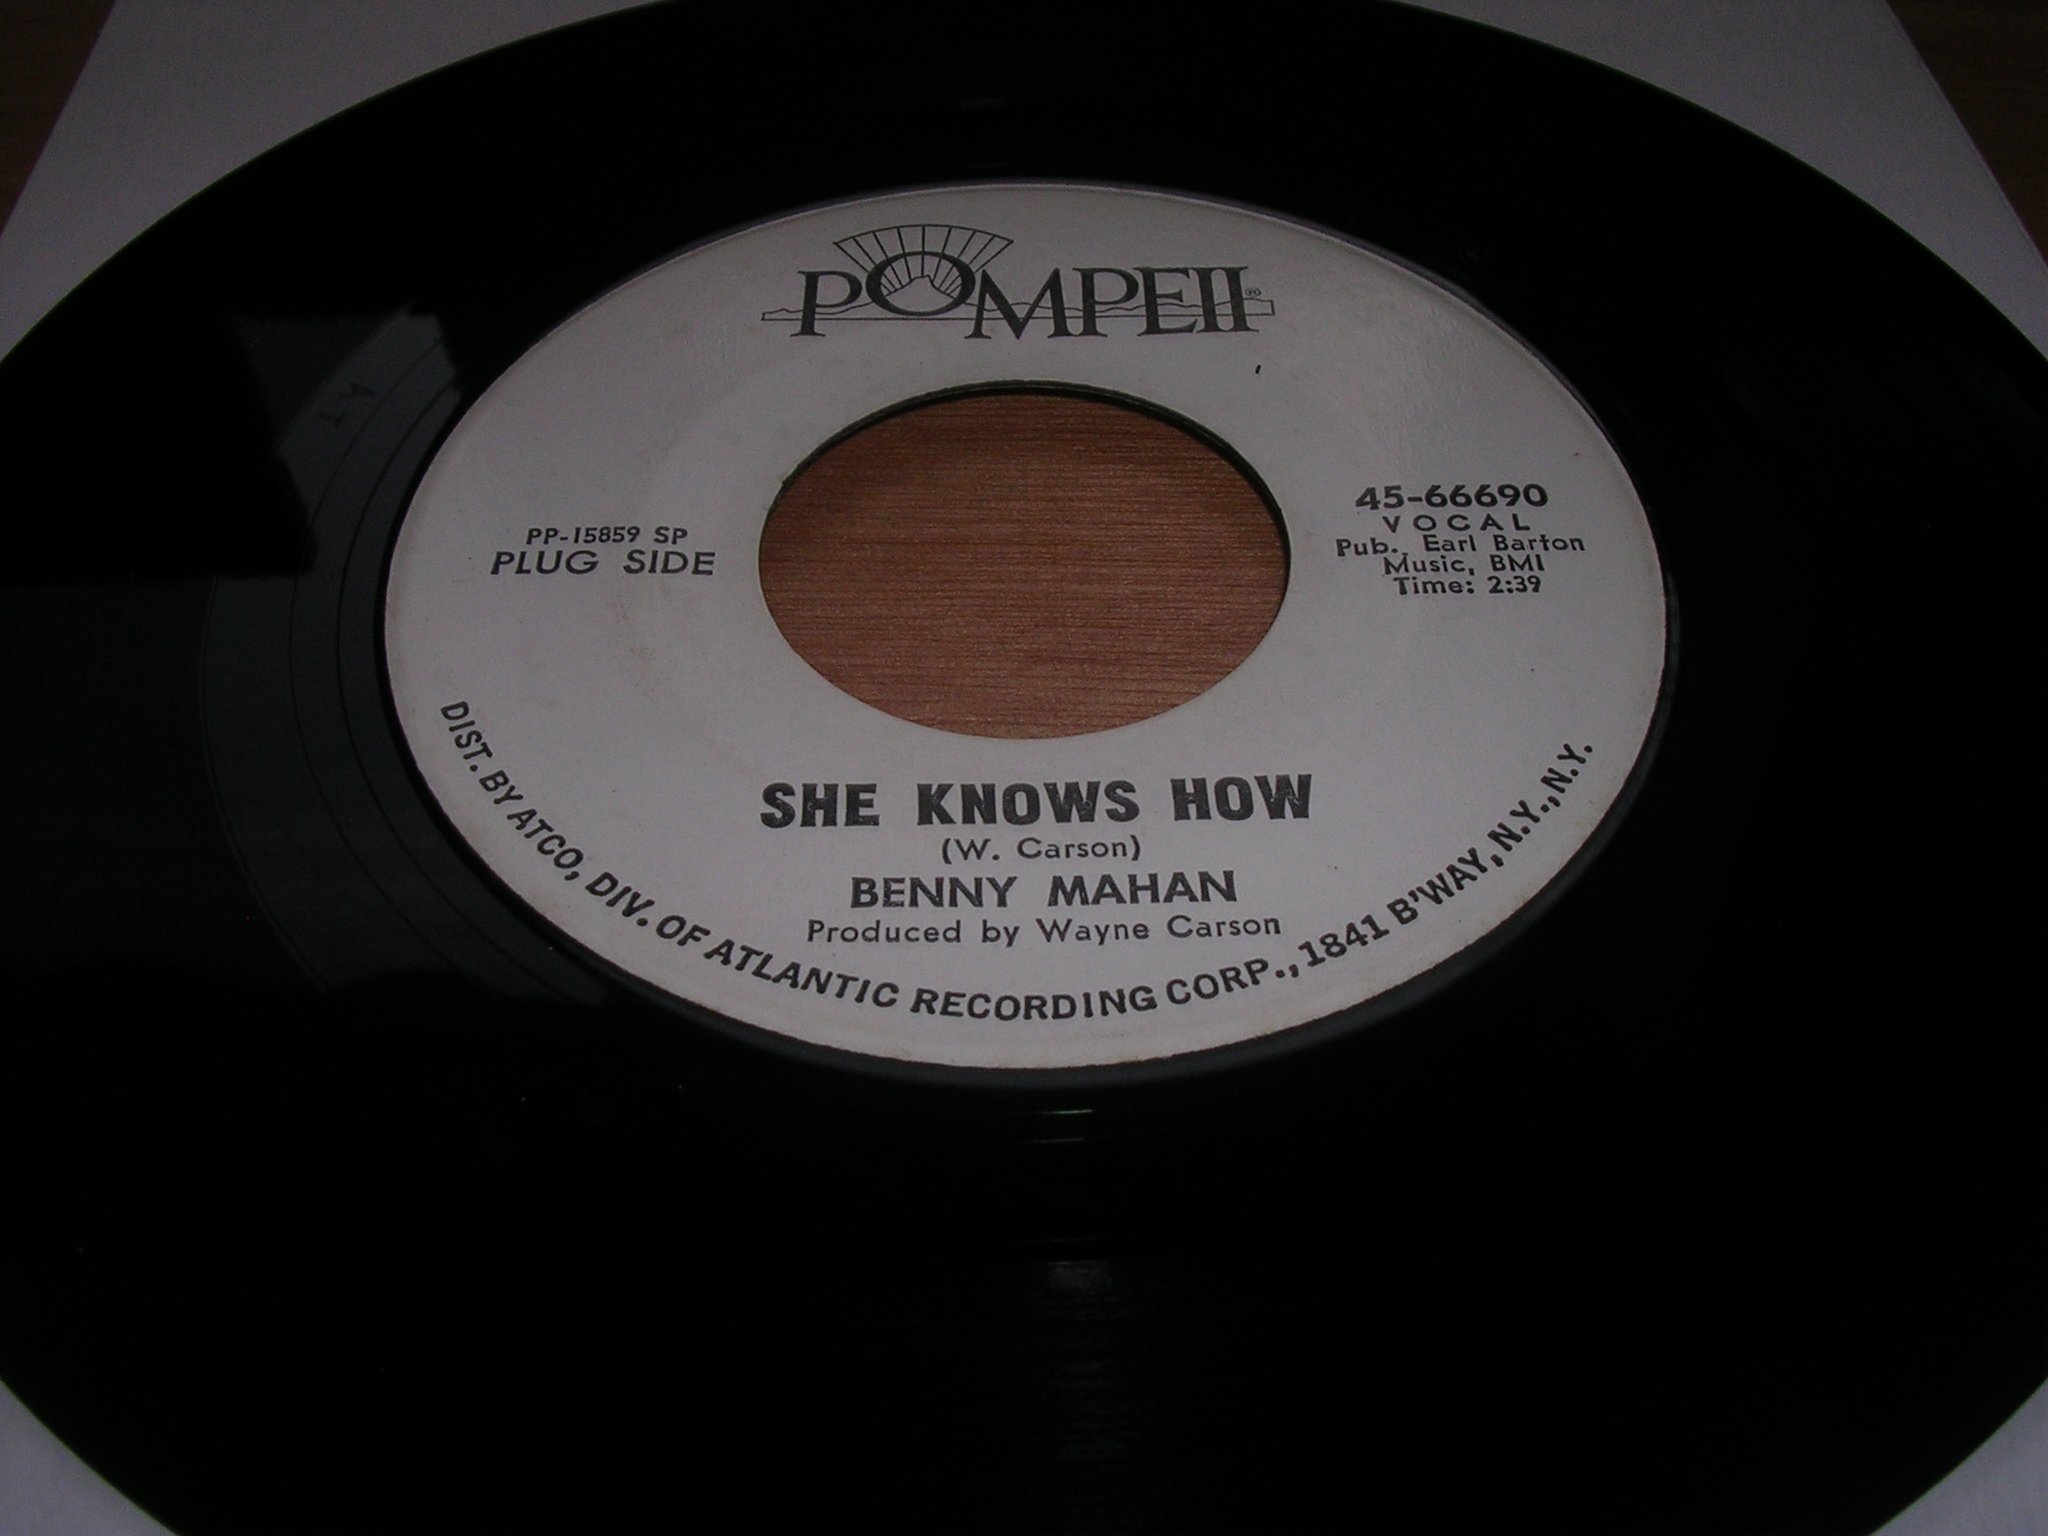 POMPEII®
PP-15859 SP
PLUG SIDE
45-66690
VOCAL
Pub., Earl Barton
Music, BMI
Time: 2:39
SHE KNOWS HOW
(W. Carson)
BENNY MAHAN
Produced by Wayne Carson
DIST. BY ATCO, DIV. OF ATLANTIC RECORDING CORP., 1841 B'WAY, N.Y., N.Y.